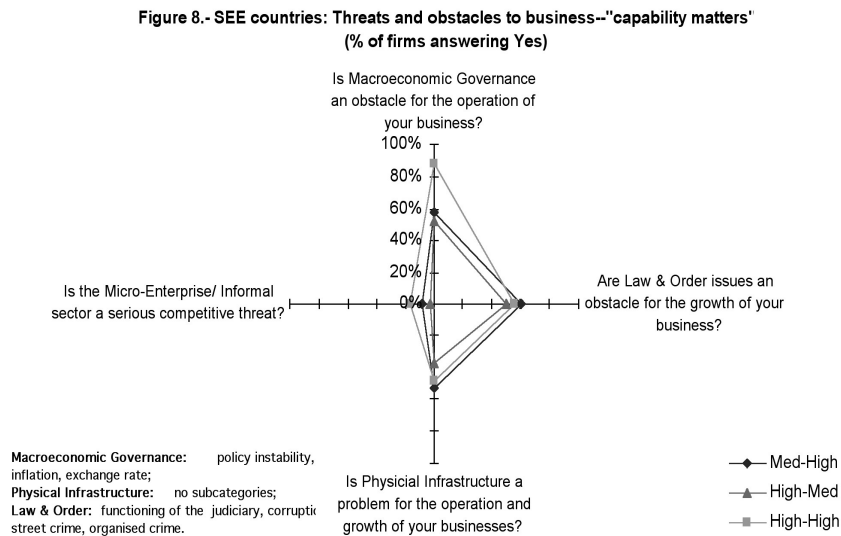 Figure 8.- SEE countries: Threats and obstacles to business--"capability matters"
(% of firms answering Yes)
Is Macroeconomic Governance
an obstacle for the operation of
your business?
100%
80%
60%
40%
20%
0%
Is the Micro-Enterprise/ Informal
sector a serious competitive threat?
Are Law & Order issues an
obstacle for the growth of your
business?
Is Physicial Infrastructure a
problem for the operation and
growth of your businesses?
Macroeconomic Governance: policy instability,
inflation, exchange rate;
Physical Infrastructure: no subcategories;
Law & Order: functioning of the judiciary, corruptic
street crime, organised crime.
Med-High
High-Med
High-High